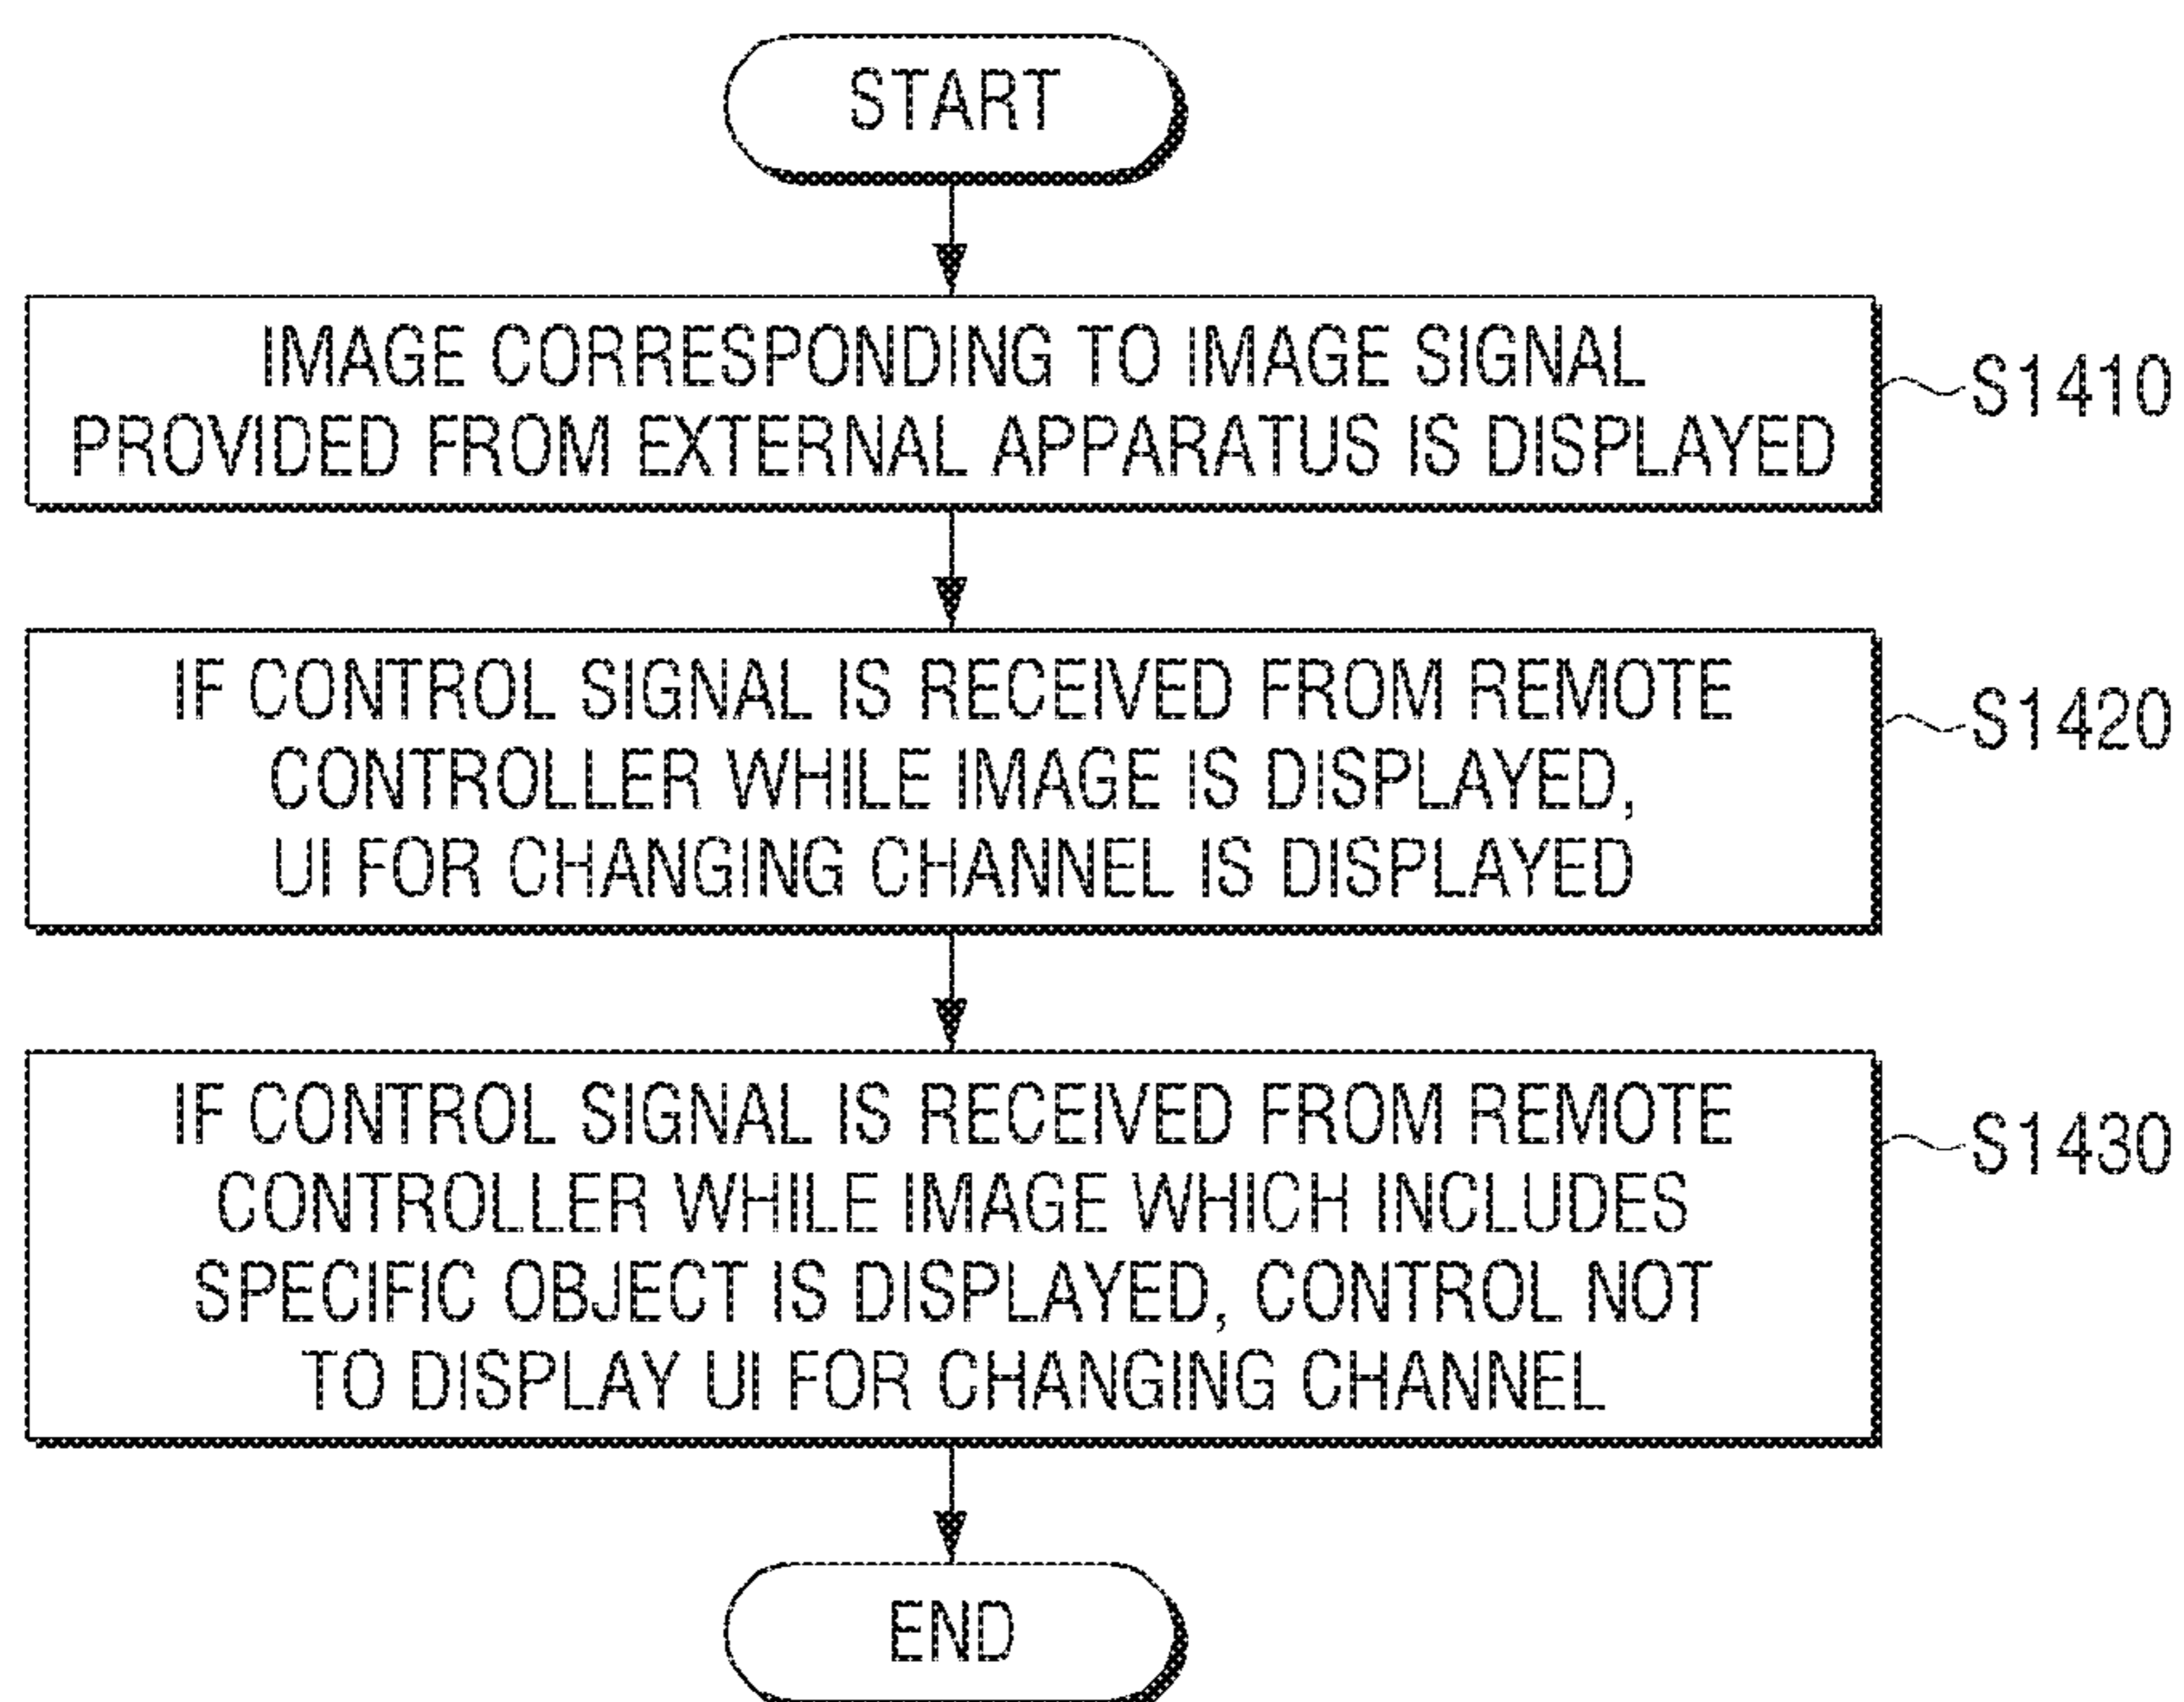 START
IMAGE CORRESPONDING TO IMAGE SIGNAL
PROVIDED FROM EXTERNAL APPARATUS IS DISPLAYED
S1410
IF CONTROL SIGNAL IS RECEIVED FROM REMOTE
CONTROLLER WHILE IMAGE IS DISPLAYED,
UI FOR CHANGING CHANNEL IS DISPLAYED
S1420
IF CONTROL SIGNAL IS RECEIVED FROM REMOTE
CONTROLLER WHILE IMAGE WHICH INCLUDES
SPECIFIC OBJECT IS DISPLAYED, CONTROL NOT
TO DISPLAY UI FOR CHANGING CHANNEL
S1430
END